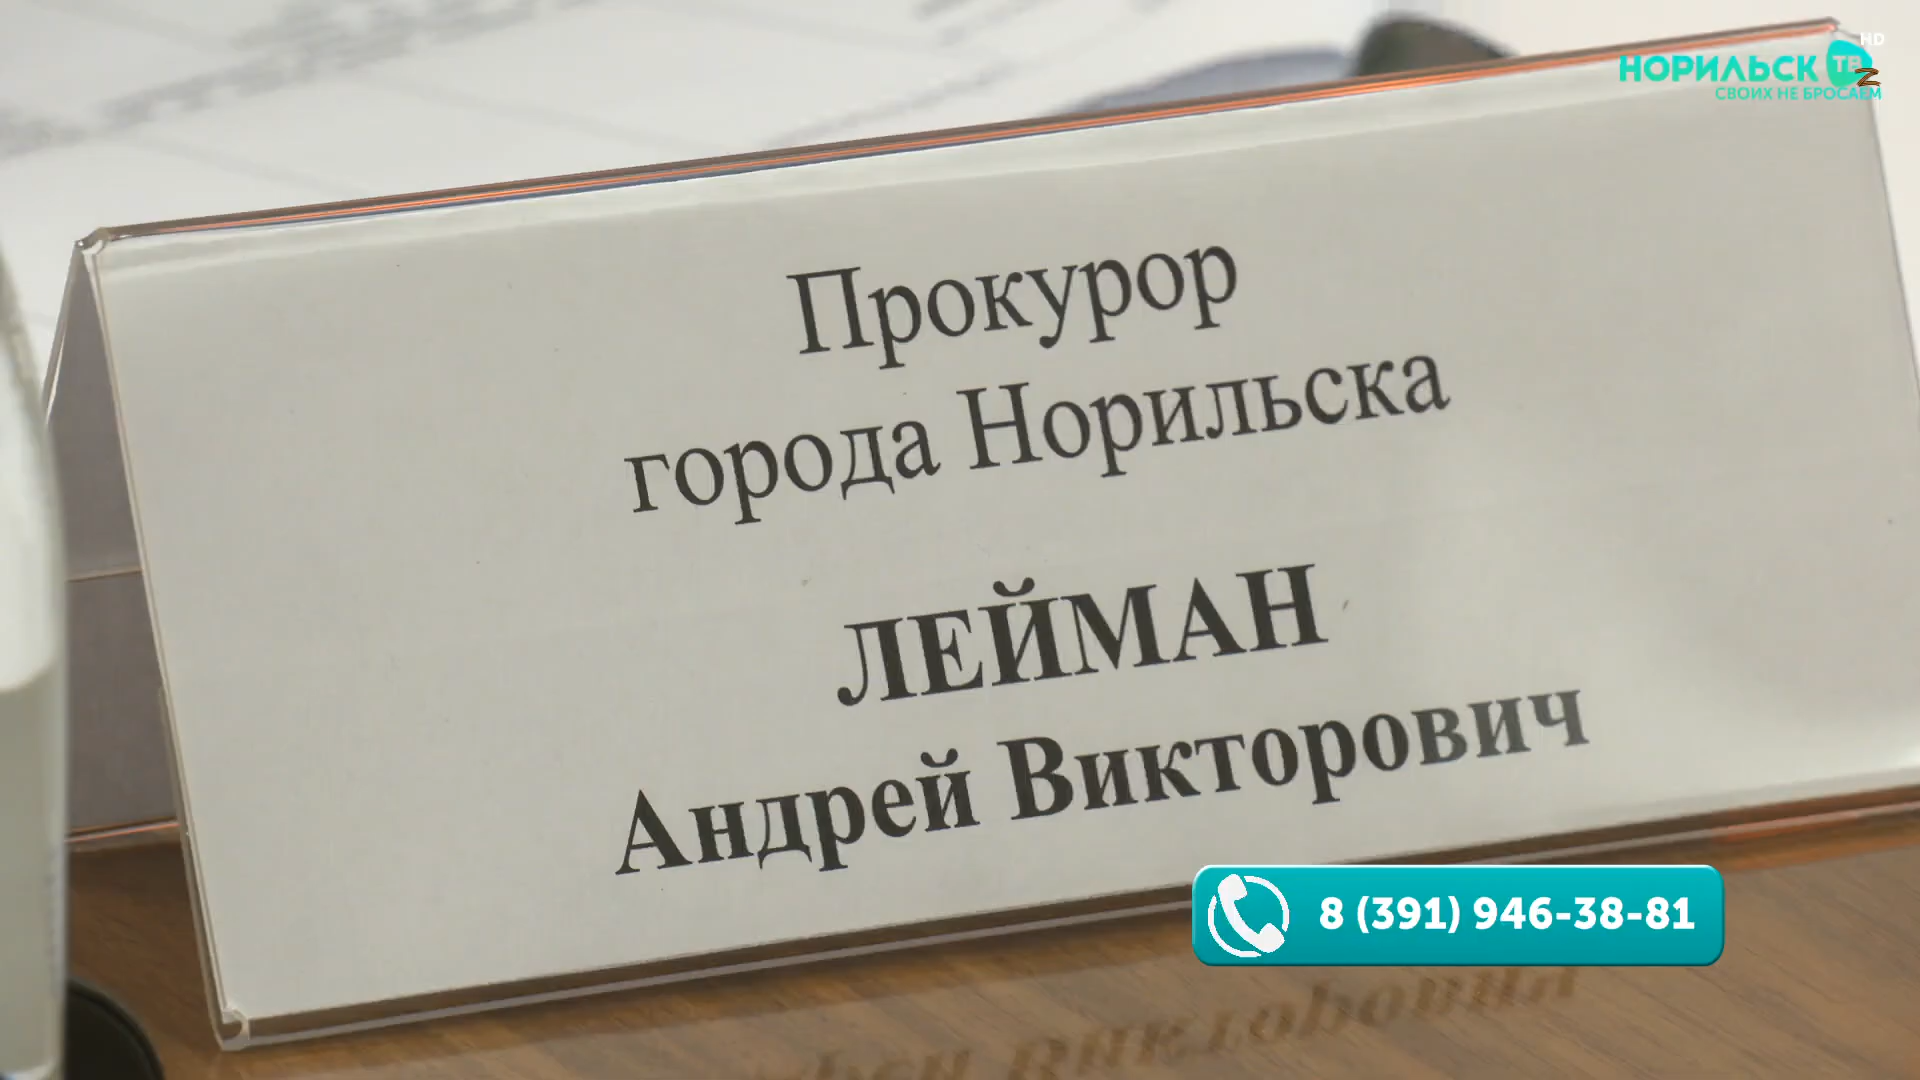 HD
НОРИЛЬСК ТВ
Z
СВОИХ НЕ БРОСАЕМ
Прокурор
города Норильска
ЛЕЙМАН
Андрей Викторович
8 (391) 946-38-81